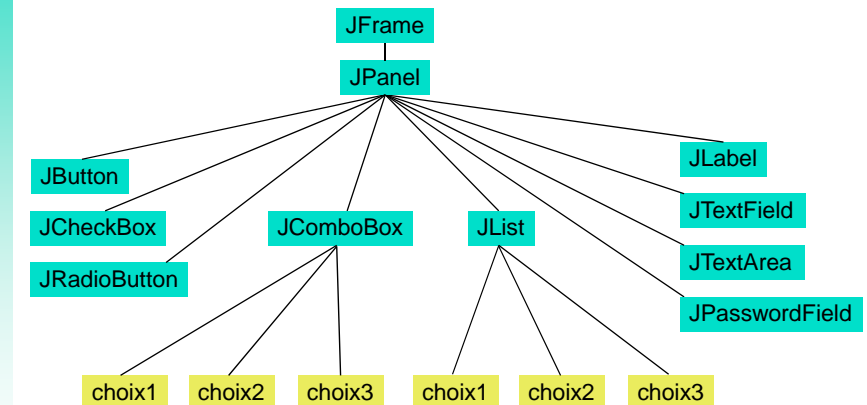 JFrame
JPanel
JLabel
JButton
JTextField
JCheckBox JComboBox JList
JTextArea
JRadioButton
JPasswordField
choix1 choix2 choix3 choix1 choix2 choix3